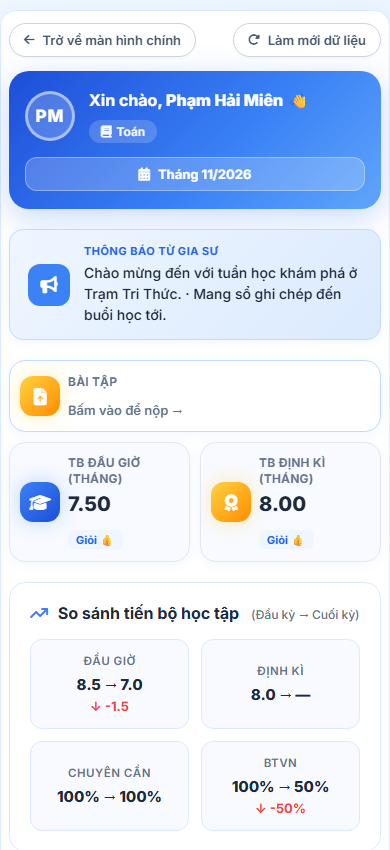 ← Trở về màn hình chính
Làm mới dữ liệu
PM
Xin chào, Phạm Hải Miên 👋
Toán
Tháng 11/2026
THÔNG BÁO TỪ GIA SƯ
Chào mừng đến với tuần học khám phá ở
Trạm Tri Thức. · Mang sổ ghi chép đến
buổi học tới.
BÀI TẬP
Bấm vào để nộp →
TB ĐẦU GIỜ
(THÁNG)
7.50
Giỏi 👍
TB ĐỊNH KÌ
(THÁNG)
8.00
Giỏi 👍
So sánh tiến bộ học tập (Đầu kỳ → Cuối kỳ)
ĐẦU GIỜ
8.5 → 7.0
↓ -1.5
ĐỊNH KÌ
8.0 → —
CHUYÊN CẦN
100% → 100%
BTVN
100% → 50%
↓ -50%